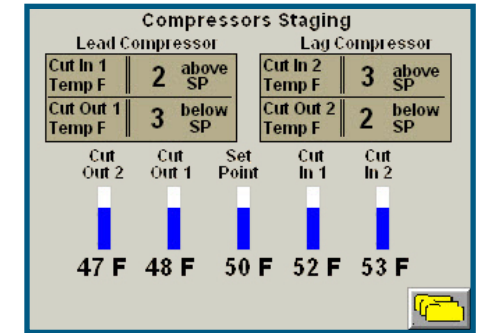 Compressors Staging
Lead Compressor
Lag Compressor
Cut In 1
Temp F
2
above
SP
Cut Out 1
Temp F
3
below
SP
Cut In 2
Temp F
3
above
SP
Cut Out 2
Temp F
2
below
SP
Cut
Out 2
Cut
Out 1
Set
Point
Cut
In 1
Cut
In 2
47 F
48 F
50 F
52 F
53 F